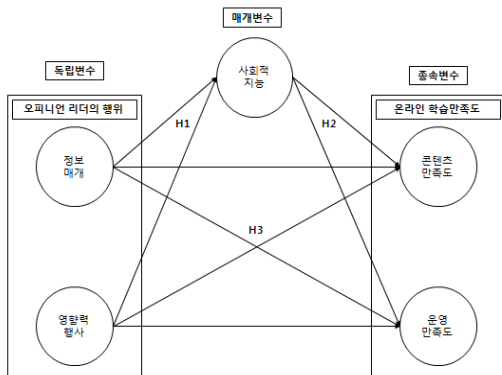 매개변수
사회적
지능
독립변수
종속변수
오피니언 리더의 행위
온라인 학습만족도
H1
H2
정보
매개
콘텐츠
만족도
H3
영향력
행사
운영
만족도